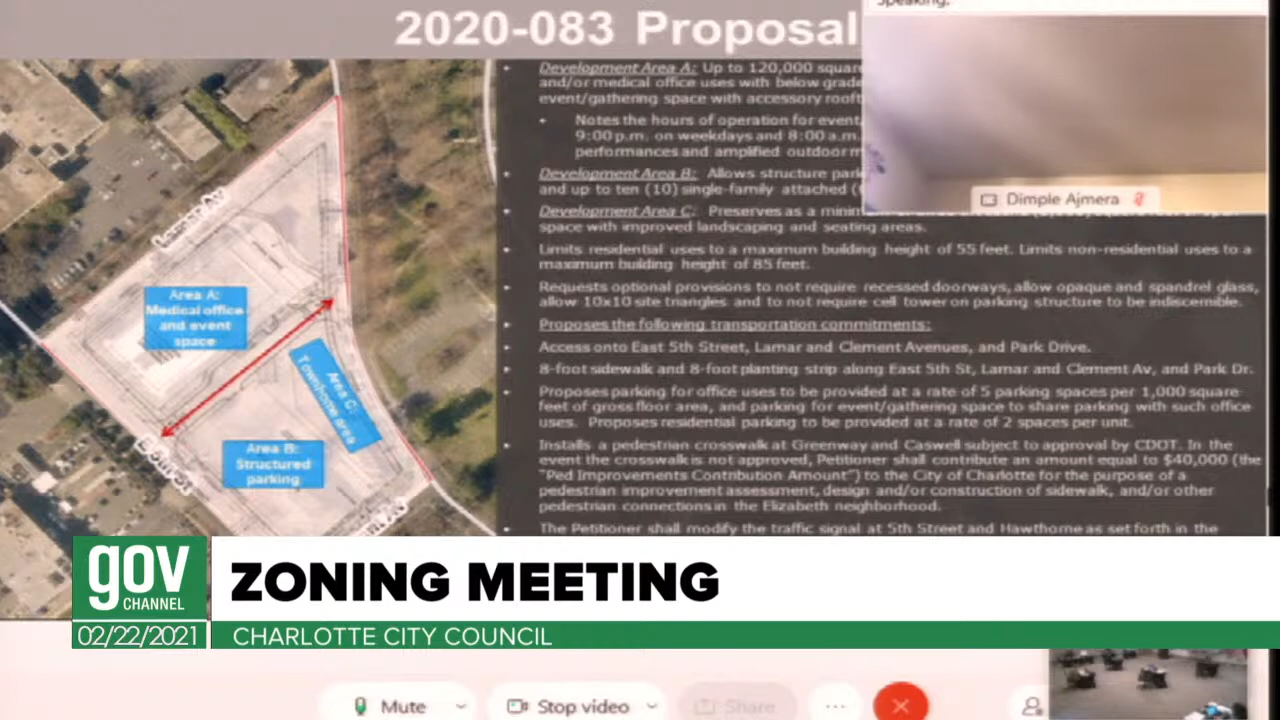 2020-083 Proposal
Speaking:
Dimple Ajmera
Development Area A: Up to 120,000 square
and/or medical office uses with below grade
event/gathering space with accessory rooft
Notes the hours of operation for event
9:00 p.m. on weekdays and 8:00 a.m.
performances and amplified outdoor m
Development Area B: Allows structure par
and up to ten (10) single-family attached (
Development Area C: Preserves as a minim
space with improved landscaping and seating areas.
Limits residential uses to a maximum building height of 55 feet. Limits non-residential uses to a
maximum building height of 85 feet.
Requests optional provisions to not require recessed doorways, allow opaque and spandrel glass,
allow 10x10 site triangles and to not require cell tower on parking structure to be indiscernible.
Proposes the following transportation commitments:
Access onto East 5th Street, Lamar and Clement Avenues, and Park Drive.
8-foot sidewalk and 8-foot planting strip along East 5th St, Lamar and Clement Av, and Park Dr.
Proposes parking for office uses to be provided at a rate of 5 parking spaces per 1,000 square
feet of gross floor area, and parking for event/gathering space to share parking with such office
uses. Proposes residential parking to be provided at a rate of 2 spaces per unit.
Installs a pedestrian crosswalk at Greenway and Caswell subject to approval by CDOT. In the
event the crosswalk is not approved, Petitioner shall contribute an amount equal to $40,000 (the
"Ped Improvements Contribution Amount") to the City of Charlotte for the purpose of a
pedestrian improvement assessment, design and/or construction of sidewalk, and/or other
pedestrian connections in the Elizabeth neighborhood.
The Petitioner shall modify the traffic signal at 5th Street and Hawthorne as set forth in the
Area A:
Medical office
and event
space
Area C:
Townhome area
Area B:
Structured
parking
gov
CHANNEL
02/22/2021
ZONING MEETING
CHARLOTTE CITY COUNCIL
Mute
Stop video
Share